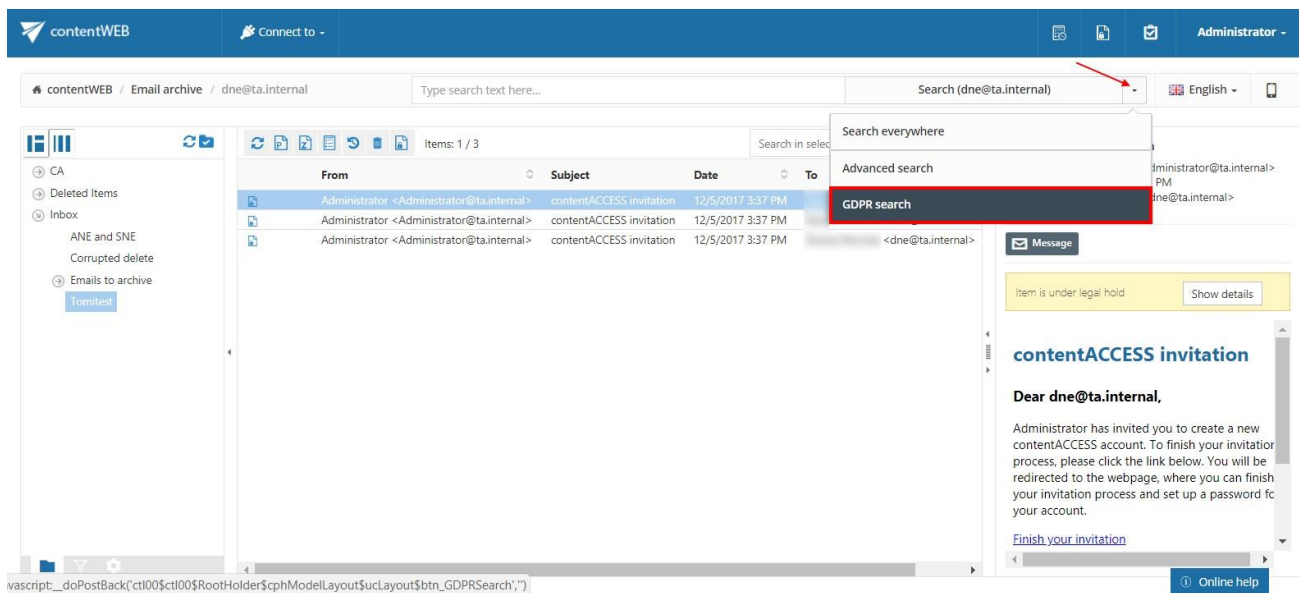 contentWEB
Connect to
Administrator
contentWEB / Email archive / dne@ta.internal
Type search text here...
Search (dne@ta.internal)
English
Search everywhere
Advanced search
GDPR search
Items: 1 / 3
Search in selec
CA
Deleted Items
Inbox
ANE and SNE
Corrupted delete
Emails to archive
Tomitest
From Subject Date To
Administrator <Administrator@ta.internal> contentACCESS invitation 12/5/2017 3:37 PM
Administrator <Administrator@ta.internal> contentACCESS invitation 12/5/2017 3:37 PM
Administrator <Administrator@ta.internal> contentACCESS invitation 12/5/2017 3:37 PM <dne@ta.internal>
dministrator@ta.internal>
PM
dne@ta.internal>
Message
Item is under legal hold
Show details
contentACCESS invitation
Dear dne@ta.internal,
Administrator has invited you to create a new
contentACCESS account. To finish your invitation
process, please click the link below. You will be
redirected to the webpage, where you can finish
your invitation process and set up a password fo
your account.
Finish your invitation
Online help
vascript:__doPostBack('ctl00$ctl00$RootHolder$cphModelLayout$ucLayout$btn_GDPRSearch','')